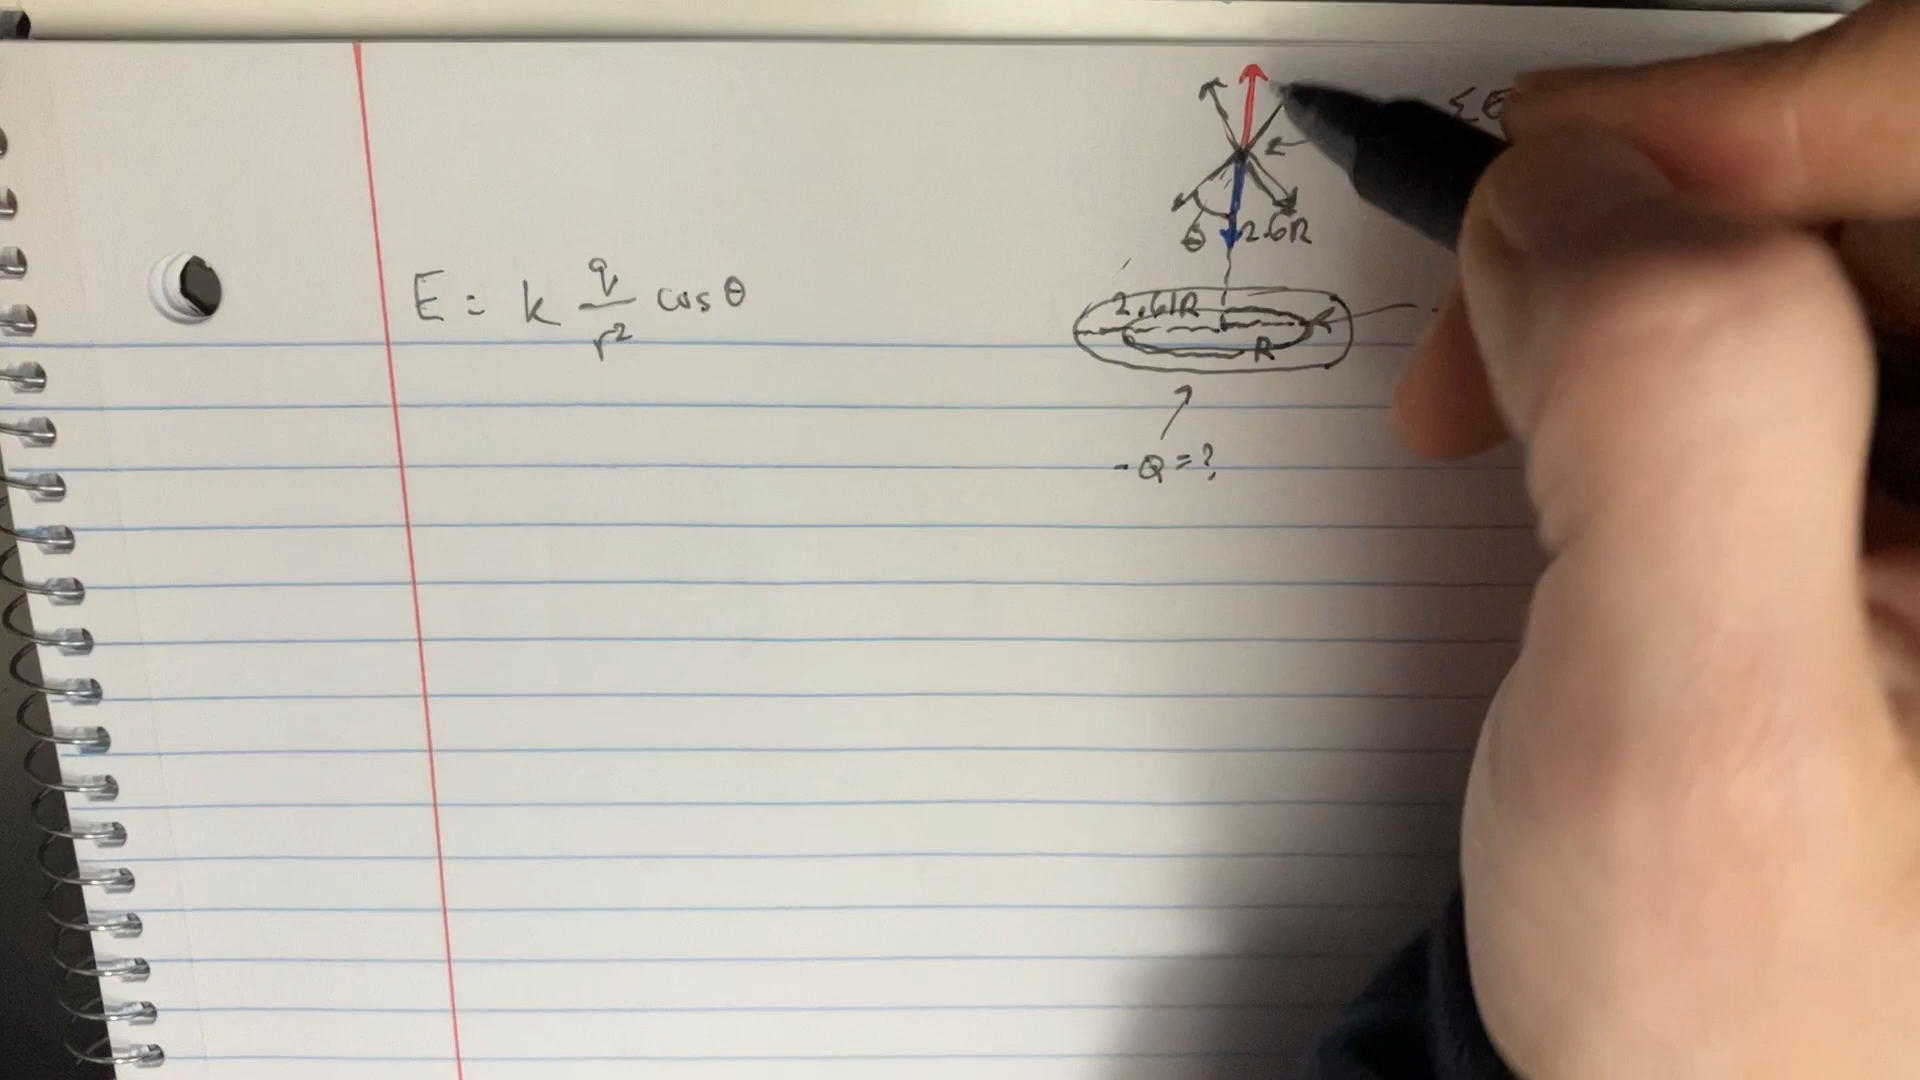 Σ E
θ 2.6R
E = k q/r² cos θ
2.61R
R
-Q = ?